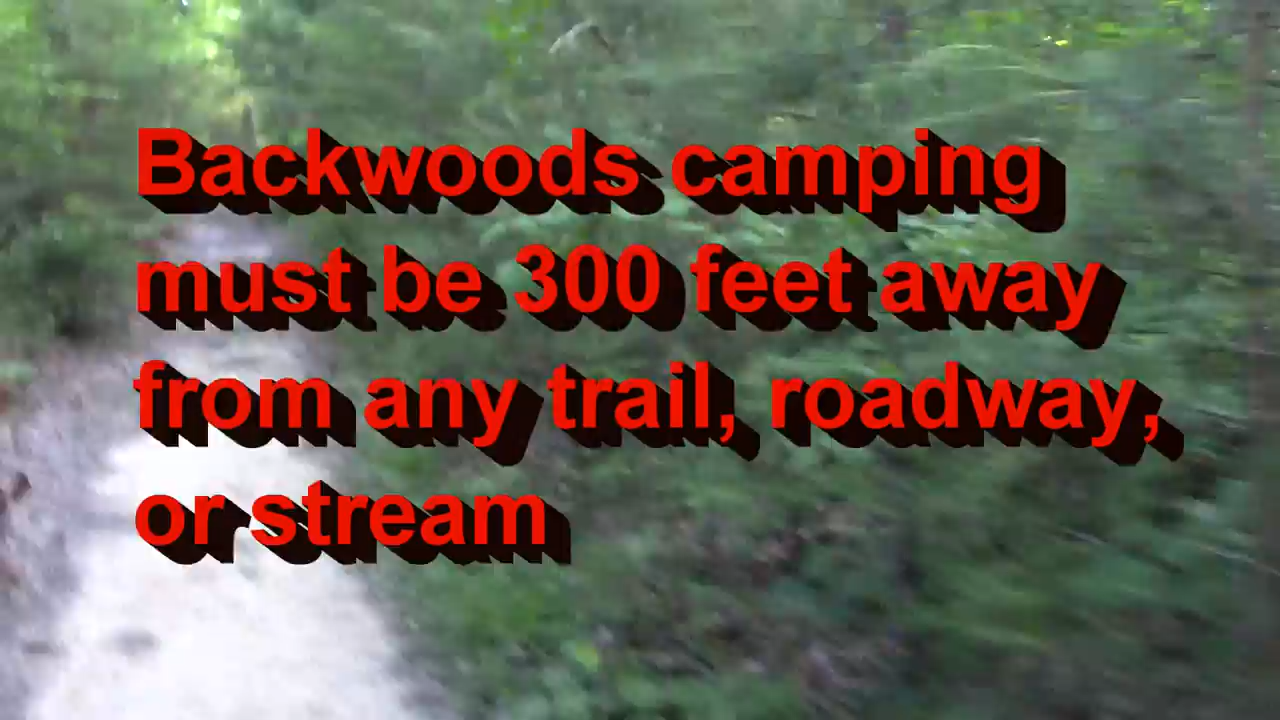 Backwoods camping
must be 300 feet away
from any trail, roadway,
or stream